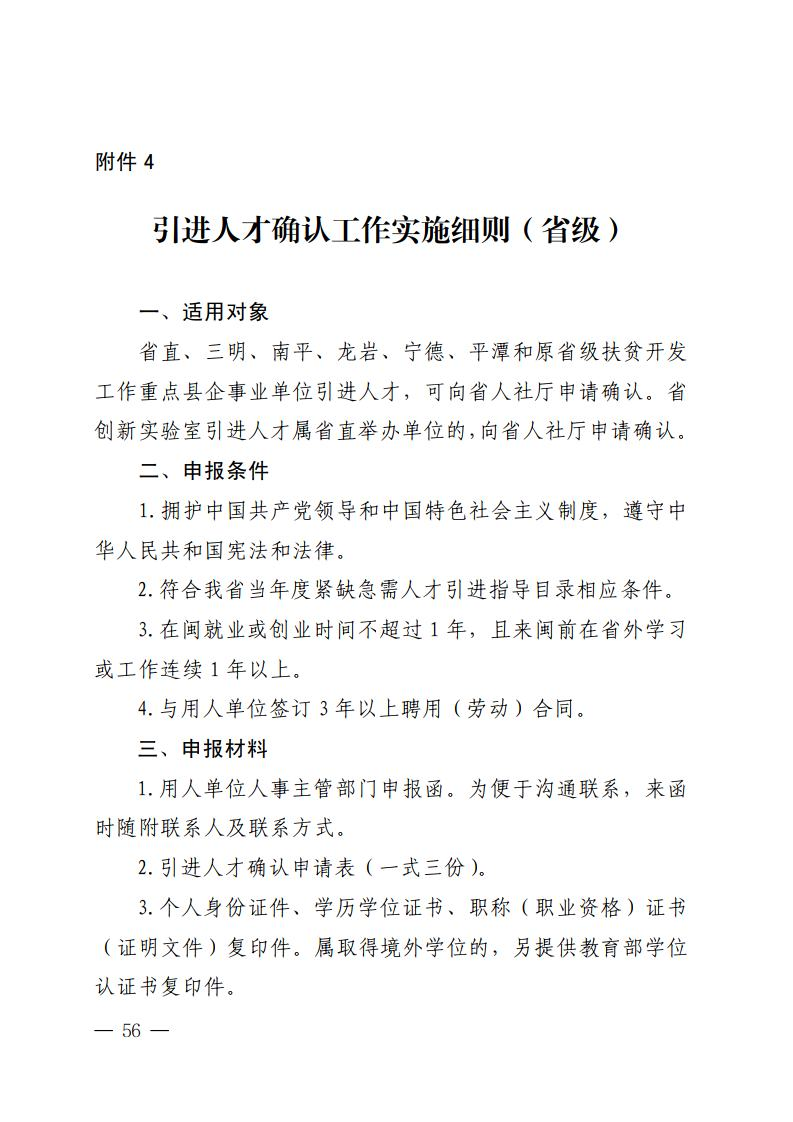 附件 4
引进人才确认工作实施细则（省级）
一、适用对象
省直、三明、南平、龙岩、宁德、平潭和原省级扶贫开发
工作重点县企事业单位引进人才，可向省人社厅申请确认。省
创新实验室引进人才属省直举办单位的，向省人社厅申请确认。
二、申报条件
1. 拥护中国共产党领导和中国特色社会主义制度，遵守中
华人民共和国宪法和法律。
2. 符合我省当年度紧缺急需人才引进指导目录相应条件。
3. 在闽就业或创业时间不超过 1 年，且来闽前在省外学习
或工作连续 1 年以上。
4. 与用人单位签订 3 年以上聘用（劳动）合同。
三、申报材料
1. 用人单位人事主管部门申报函。为便于沟通联系，来函
时随附联系人及联系方式。
2. 引进人才确认申请表（一式三份）。
3. 个人身份证件、学历学位证书、职称（职业资格）证书
（证明文件）复印件。属取得境外学位的，另提供教育部学位
认证书复印件。
— 56 —